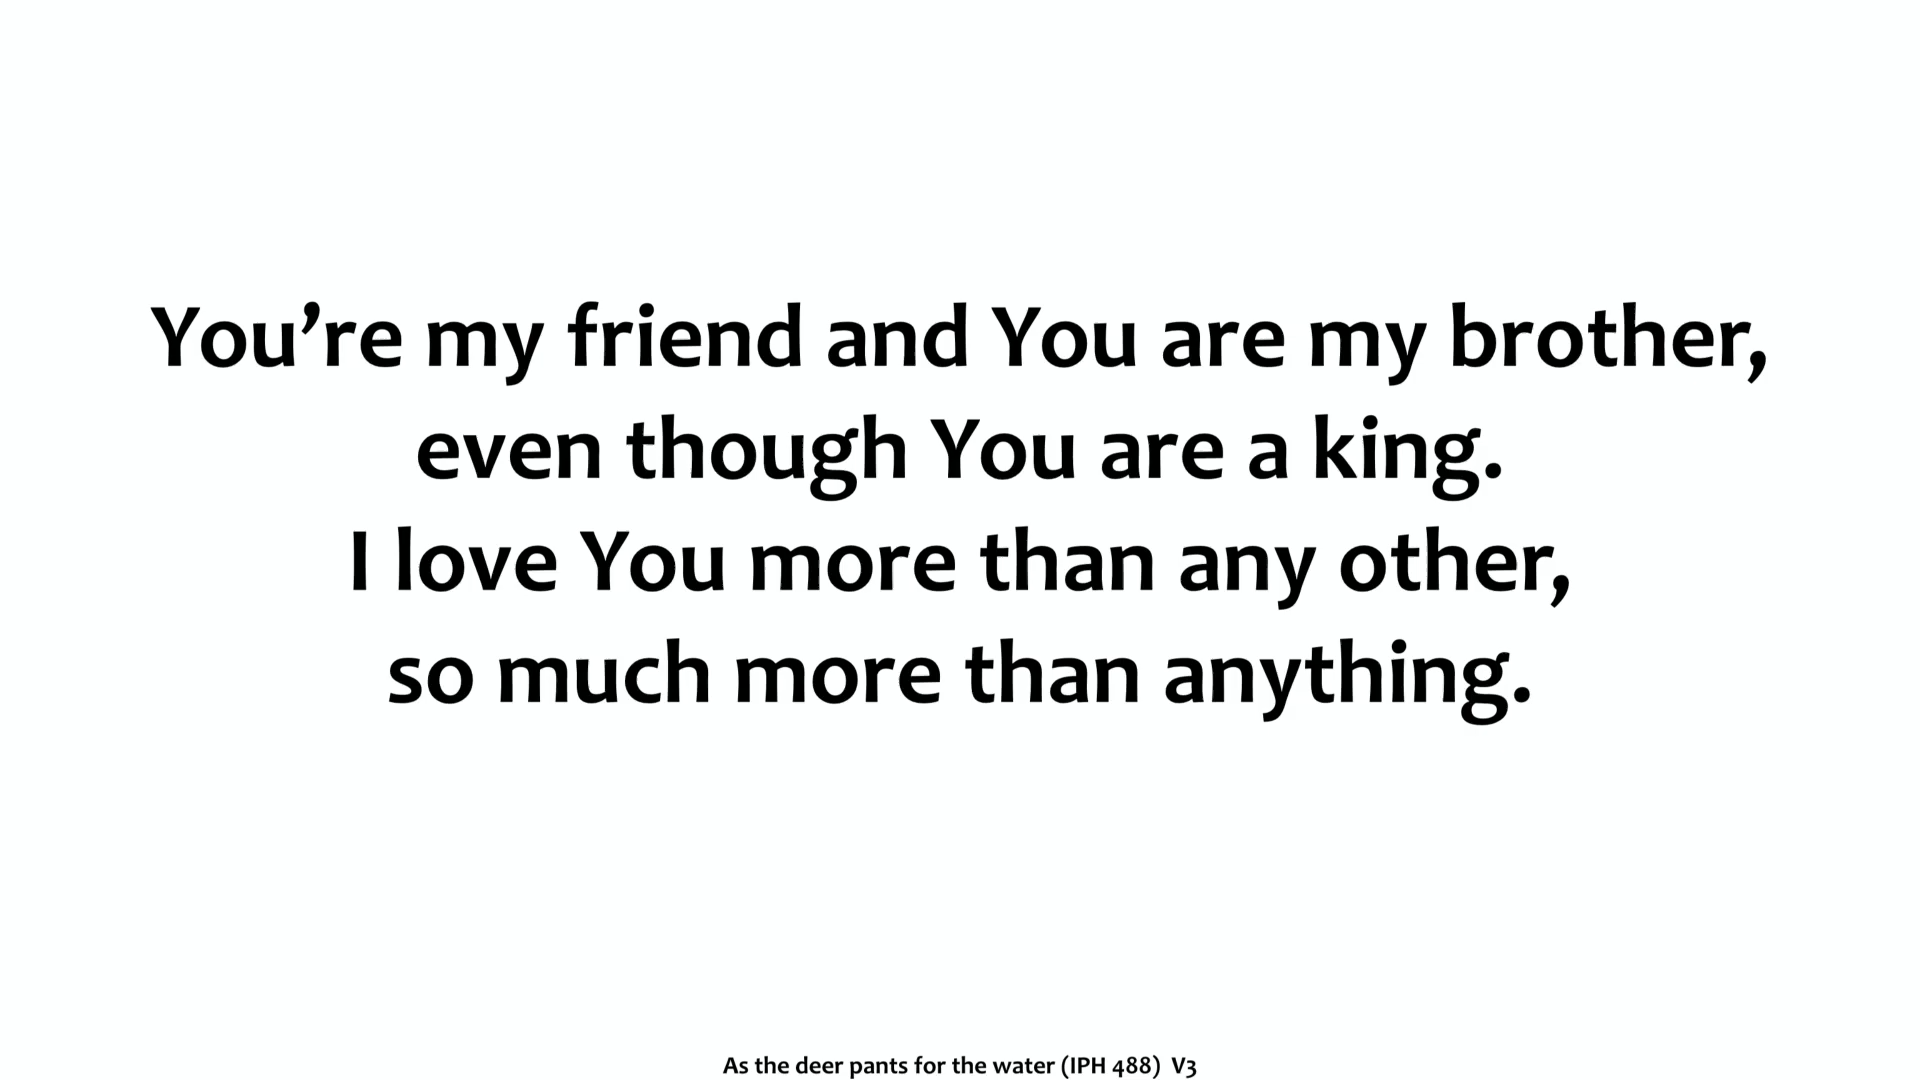 You’re my friend and You are my brother,
even though You are a king.
I love You more than any other,
so much more than anything.
As the deer pants for the water (IPH 488)  V3